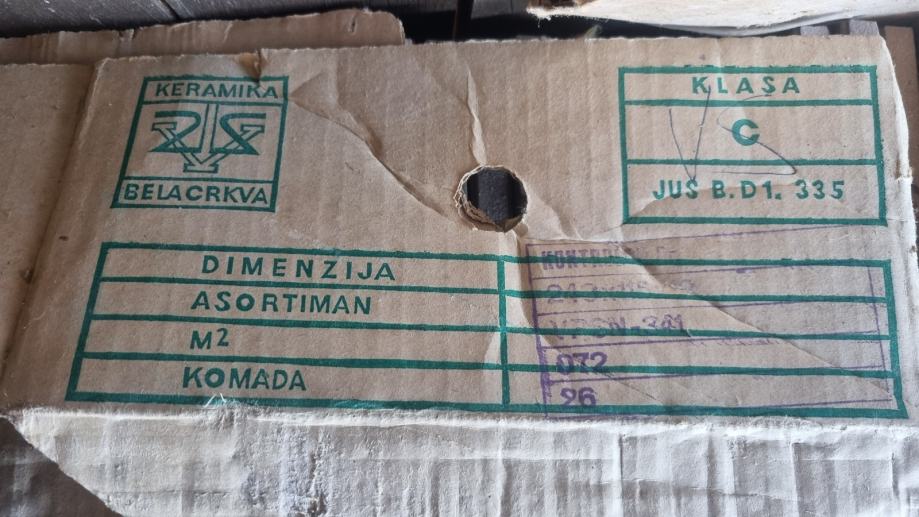 KERAMIKA
BELACRKVA
KLASA
C
JUS B.D1. 335
DIMENZIJA
ASORTIMAN
M2
KOMADA
072
26